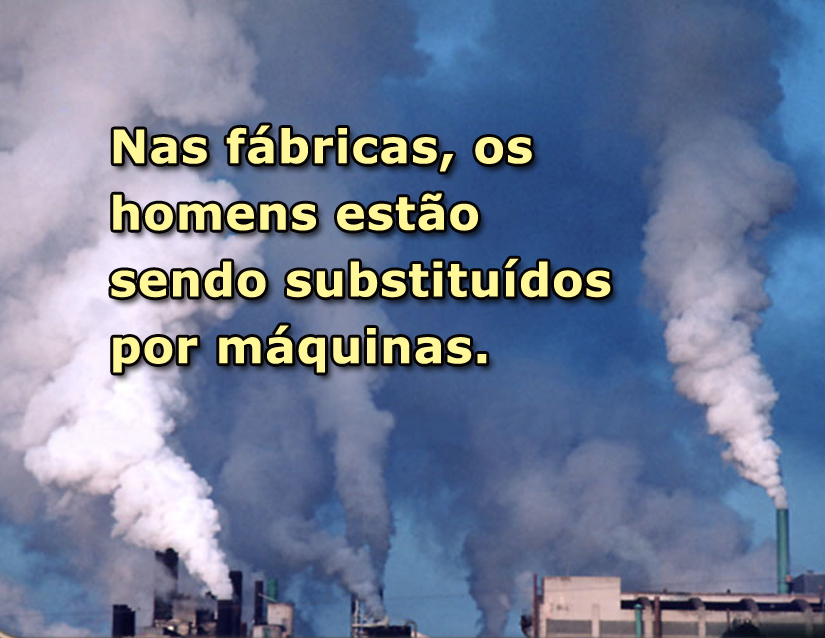 Nas fábricas, os
homens estão
sendo substituídos
por máquinas.